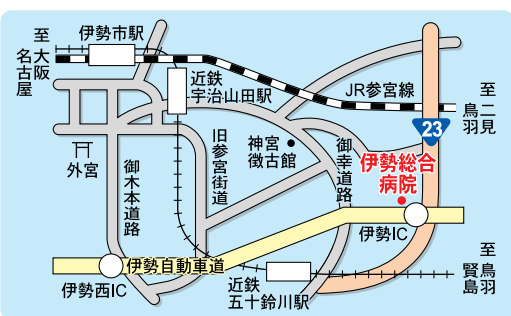 至
大阪
名古屋
伊勢市駅
近鉄
宇治山田駅
JR参宮線
至
二見
鳥羽
23
外宮
御木本道路
旧参宮街道
神宮
徴古館
御幸道路
伊勢総合
病院
伊勢IC
伊勢自動車道
伊勢西IC
近鉄
五十鈴川駅
至
鳥羽
賢島